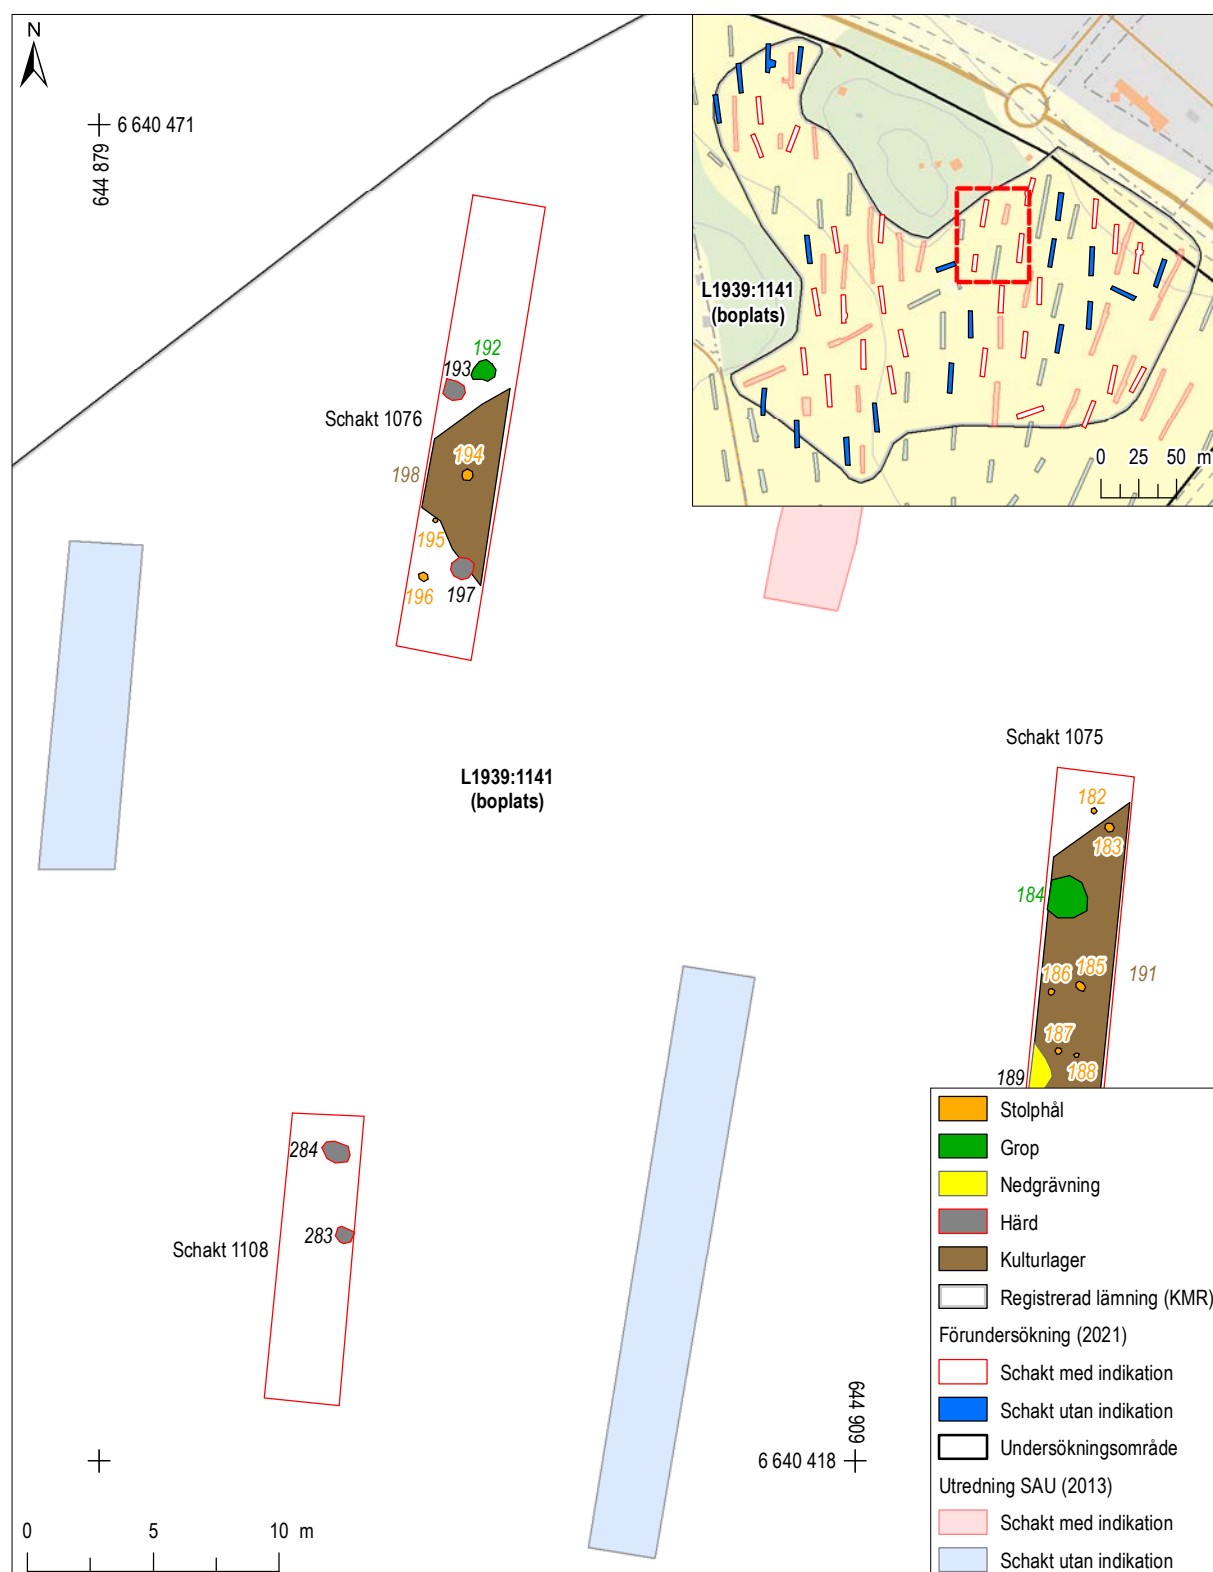 N
6 640 471
644 879
L1939:1141
(boplats)
0 25 50 m
192
193
Schakt 1076
194
198
195
196
197
Schakt 1075
L1939:1141
(boplats)
182
183
184
186
185
191
187
188
189
284
283
Schakt 1108
644 909
6 640 418
0 5 10 m
Stolphål
Grop
Nedgrävning
Härd
Kulturlager
Registrerad lämning (KMR)
Förundersökning (2021)
Schakt med indikation
Schakt utan indikation
Undersökningsområde
Utredning SAU (2013)
Schakt med indikation
Schakt utan indikation